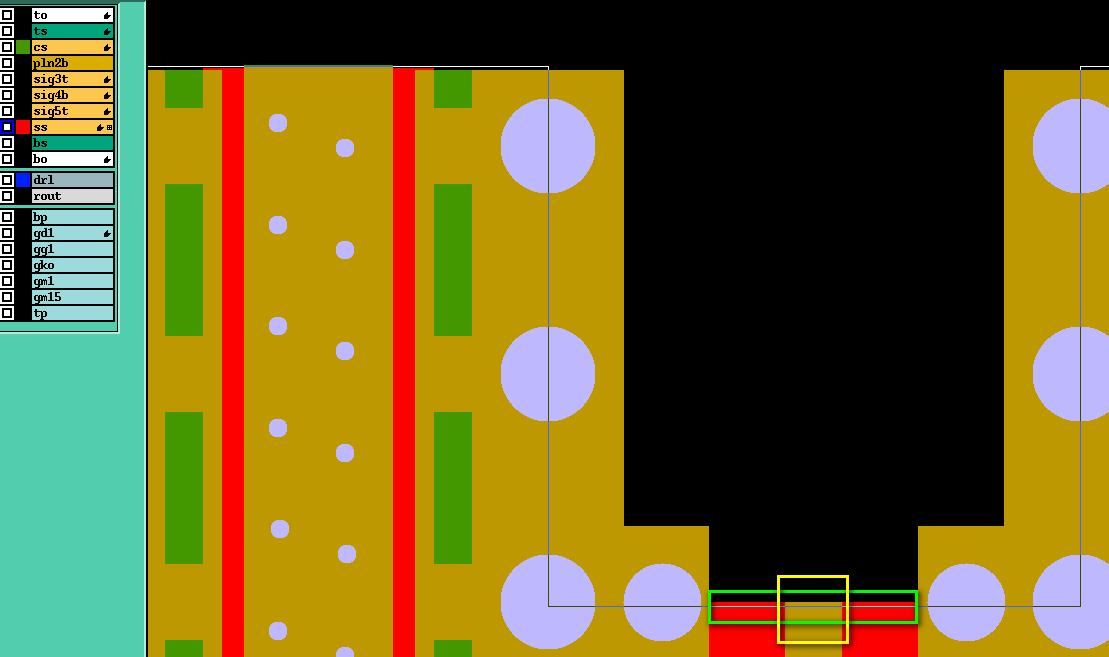 to
ts
cs
pln2b
sig3t
sig4b
sig5t
ss
bs
bo
drl
rout
bp
gd1
gg1
gko
gm1
gm15
tp